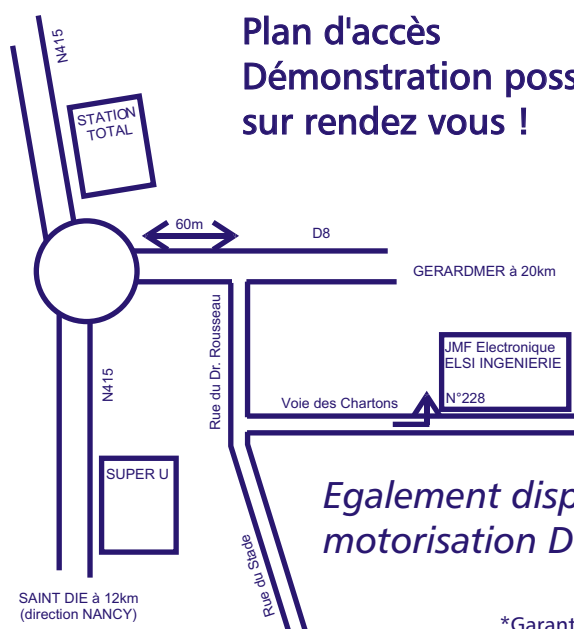 Plan d'accès
Démonstration poss
sur rendez vous !
N415
STATION
TOTAL
60m
D8
GERARDMER à 20km
Rue du Dr. Rousseau
JMF Electronique
ELSI INGENIERIE
N°228
Voie des Chartons
N415
SUPER U
Egalement disp
motorisation D
Rue du Stade
SAINT DIE à 12km
(direction NANCY)
*Garant